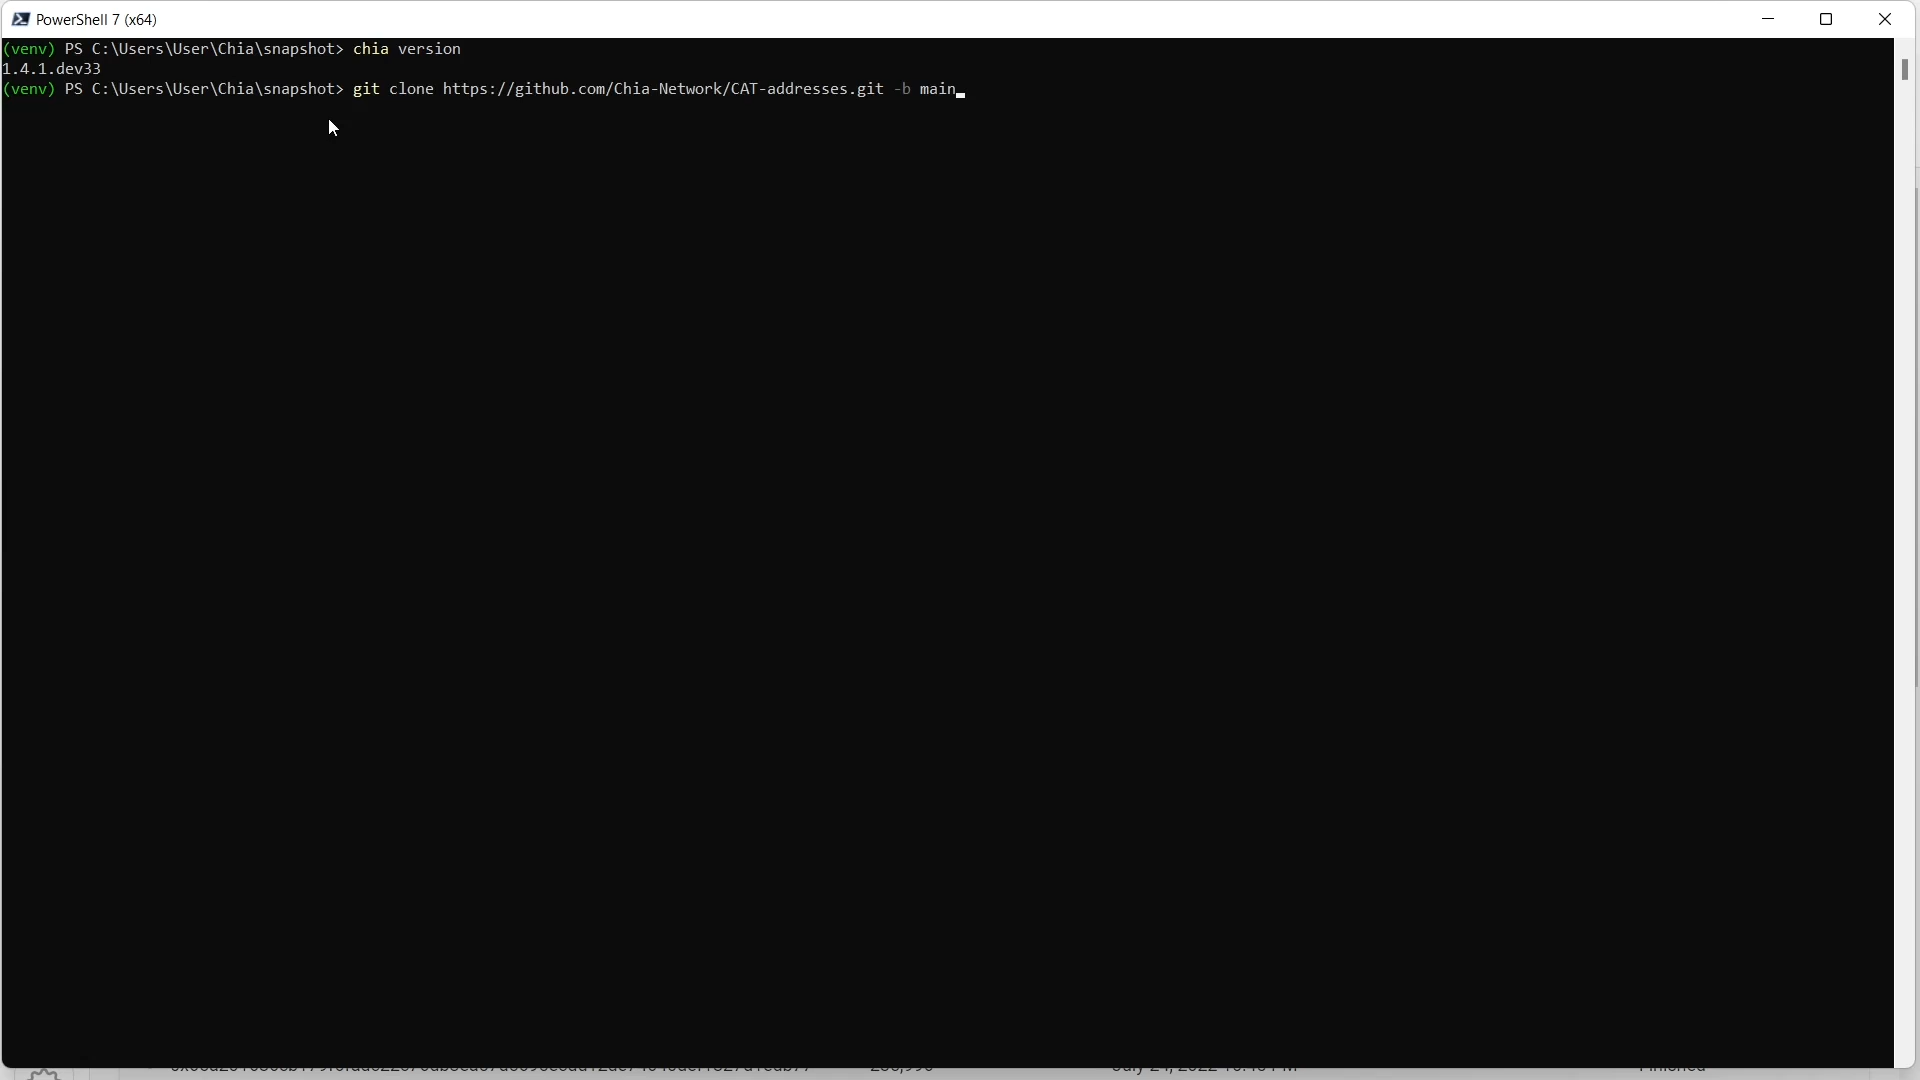 PowerShell 7 (x64)
(venv) PS C:\Users\User\Chia\snapshot> chia version
1.4.1.dev33
(venv) PS C:\Users\User\Chia\snapshot> git clone https://github.com/Chia-Network/CAT-addresses.git -b main
Finished